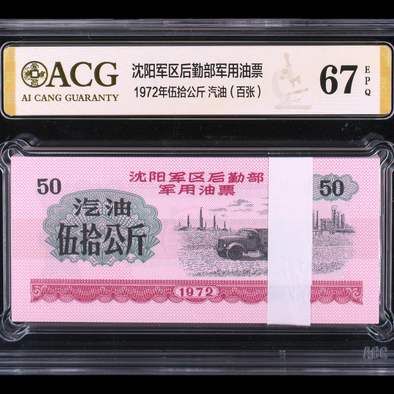 ACG
AI CANG GUARANTY
沈阳军区后勤部军用油票
1972年伍拾公斤 汽油（百张）
67
EPQ
沈阳军区后勤部
军用油票
50
50
汽油
伍拾公斤
1972
ACG